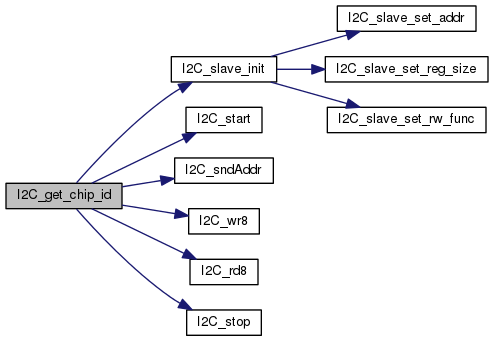 I2C_get_chip_id
I2C_slave_init
I2C_slave_set_addr
I2C_slave_set_reg_size
I2C_slave_set_rw_func
I2C_start
I2C_sndAddr
I2C_wr8
I2C_rd8
I2C_stop